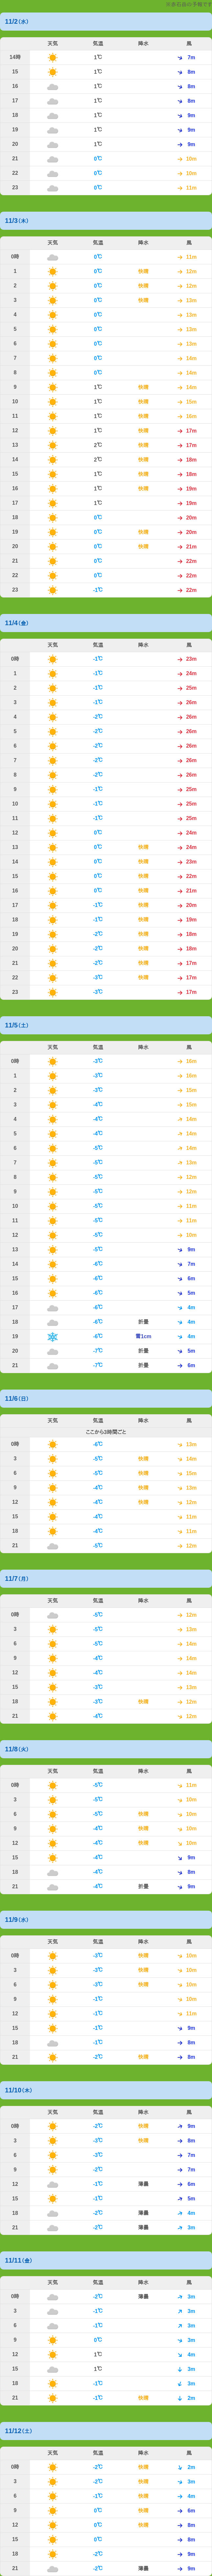 天気北緯の予報です
11/2(水)
天気 気温 降水 風
14時 1℃ 7m
15 1℃ 8m
16 1℃ 8m
17 1℃ 8m
18 1℃ 9m
19 1℃ 9m
20 1℃ 9m
21 0℃ 10m
22 0℃ 10m
23 0℃ 11m
11/3(木)
天気 気温 降水 風
0時 0℃ 11m
1 0℃ 快晴 12m
2 0℃ 快晴 12m
3 0℃ 快晴 13m
4 0℃ 13m
5 0℃ 13m
6 0℃ 13m
7 0℃ 14m
8 0℃ 14m
9 1℃ 快晴 14m
10 1℃ 快晴 15m
11 1℃ 快晴 16m
12 1℃ 快晴 17m
13 2℃ 快晴 17m
14 2℃ 快晴 18m
15 1℃ 快晴 18m
16 1℃ 快晴 19m
17 1℃ 19m
18 0℃ 20m
19 0℃ 快晴 20m
20 0℃ 快晴 21m
21 0℃ 22m
22 0℃ 22m
23 -1℃ 22m
11/4(金)
天気 気温 降水 風
0時 -1℃ 23m
1 -1℃ 24m
2 -1℃ 25m
3 -1℃ 26m
4 -2℃ 26m
5 -2℃ 26m
6 -2℃ 26m
7 -2℃ 26m
8 -2℃ 26m
9 -1℃ 25m
10 -1℃ 25m
11 -1℃ 25m
12 0℃ 24m
13 0℃ 快晴 24m
14 0℃ 快晴 23m
15 0℃ 快晴 22m
16 0℃ 快晴 21m
17 -1℃ 快晴 20m
18 -1℃ 快晴 19m
19 -2℃ 快晴 18m
20 -2℃ 快晴 18m
21 -2℃ 快晴 17m
22 -3℃ 快晴 17m
23 -3℃ 17m
11/5(土)
天気 気温 降水 風
0時 -3℃ 16m
1 -3℃ 16m
2 -3℃ 15m
3 -4℃ 15m
4 -4℃ 14m
5 -4℃ 14m
6 -5℃ 14m
7 -5℃ 13m
8 -5℃ 12m
9 -5℃ 12m
10 -5℃ 11m
11 -5℃ 11m
12 -5℃ 10m
13 -5℃ 9m
14 -6℃ 7m
15 -6℃ 6m
16 -6℃ 5m
17 -6℃ 4m
18 -6℃ 折曇 4m
19 -6℃ 雪1cm 4m
20 -7℃ 折曇 5m
21 -7℃ 折曇 6m
11/6(日)
天気 気温 降水 風
ここから3時間ごと
0時 -6℃ 13m
3 -5℃ 快晴 14m
6 -5℃ 快晴 15m
9 -4℃ 快晴 13m
12 -4℃ 快晴 12m
15 -4℃ 11m
18 -4℃ 11m
21 -5℃ 12m
11/7(月)
天気 気温 降水 風
0時 -5℃ 12m
3 -5℃ 13m
6 -5℃ 14m
9 -4℃ 14m
12 -4℃ 14m
15 -3℃ 13m
18 -3℃ 快晴 12m
21 -4℃ 12m
11/8(火)
天気 気温 降水 風
0時 -5℃ 11m
3 -5℃ 10m
6 -5℃ 快晴 10m
9 -4℃ 快晴 10m
12 -4℃ 快晴 10m
15 -4℃ 9m
18 -4℃ 8m
21 -4℃ 折曇 9m
11/9(水)
天気 気温 降水 風
0時 -3℃ 快晴 10m
3 -3℃ 快晴 10m
6 -3℃ 快晴 10m
9 -1℃ 10m
12 -1℃ 11m
15 -1℃ 9m
18 -1℃ 8m
21 -2℃ 快晴 8m
11/10(木)
天気 気温 降水 風
0時 -2℃ 快晴 9m
3 -3℃ 快晴 8m
6 -3℃ 7m
9 -2℃ 7m
12 -1℃ 薄曇 6m
15 -1℃ 5m
18 -2℃ 薄曇 4m
21 -2℃ 薄曇 3m
11/11(金)
天気 気温 降水 風
0時 -2℃ 薄曇 3m
3 -1℃ 3m
6 -1℃ 3m
9 0℃ 3m
12 1℃ 4m
15 1℃ 3m
18 -1℃ 3m
21 -1℃ 快晴 2m
11/12(土)
天気 気温 降水 風
0時 -2℃ 快晴 2m
3 -2℃ 快晴 3m
6 -1℃ 快晴 4m
9 0℃ 快晴 6m
12 0℃ 快晴 8m
15 0℃ 8m
18 -2℃ 9m
21 -2℃ 薄曇 9m